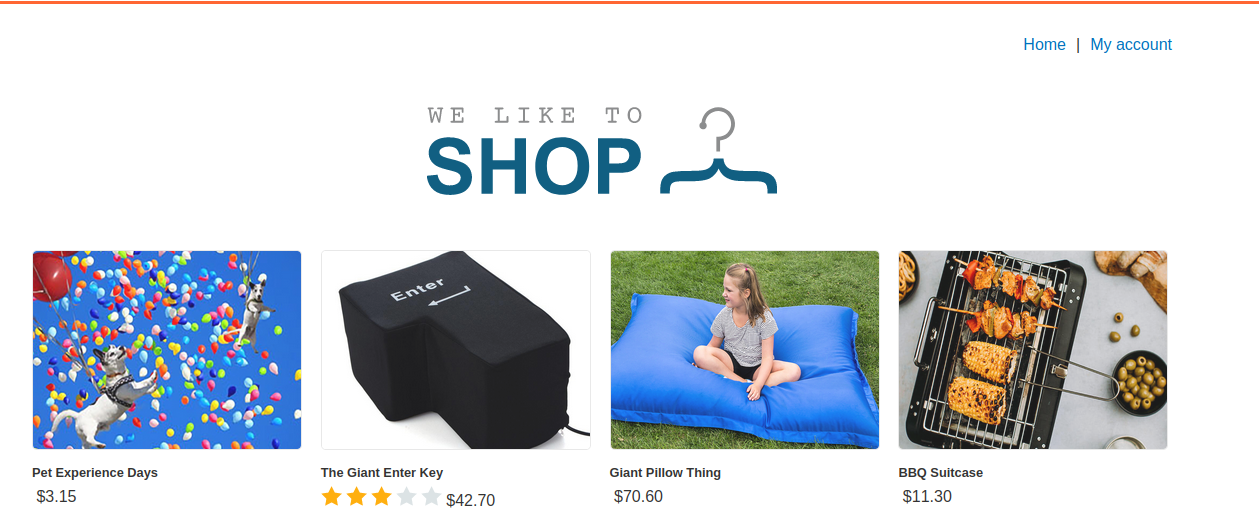 Home | My account
WE LIKE TO
SHOP
Enter
Pet Experience Days
The Giant Enter Key
Giant Pillow Thing
BBQ Suitcase
$3.15
$42.70
$70.60
$11.30